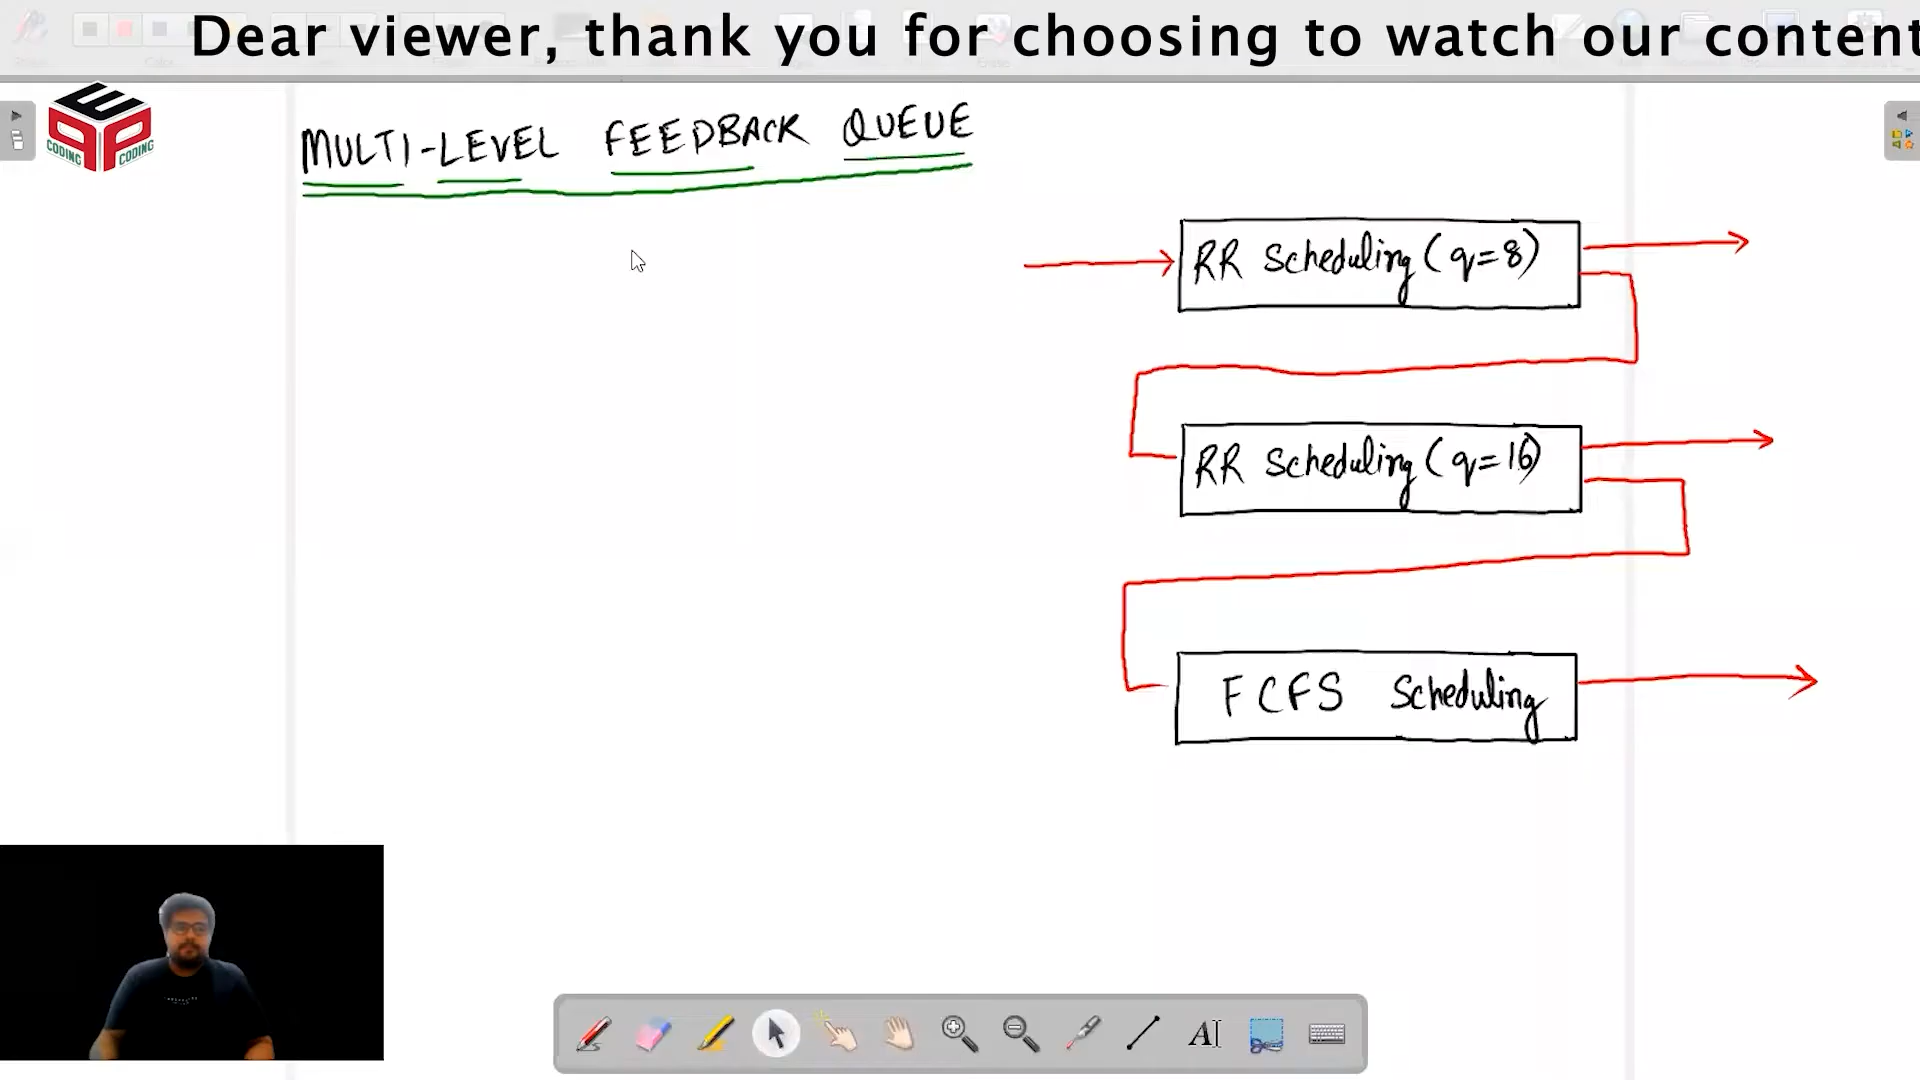 Dear viewer, thank you for choosing to watch our content
CODING CODING
MULTI-LEVEL FEEDBACK QUEUE
RR Scheduling (q=8)
RR Scheduling (q=16)
FCFS Scheduling
AI